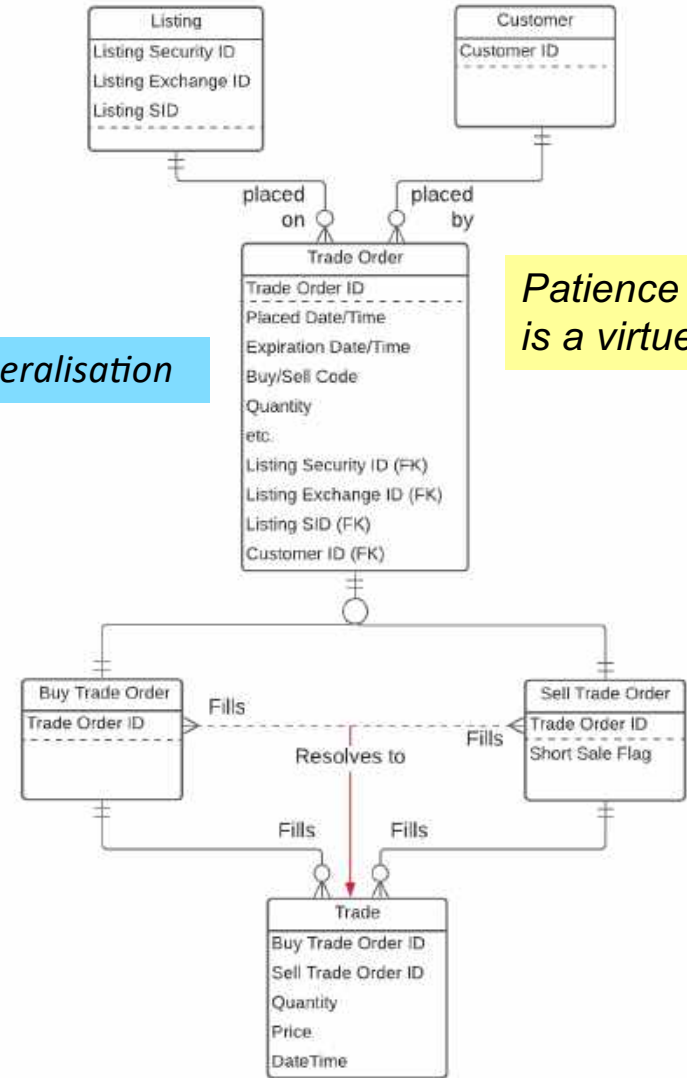 Listing
Listing Security ID
Listing Exchange ID
Listing SID
Customer
Customer ID
placed
on
placed
by
Trade Order
Trade Order ID
Placed Date/Time
Expiration Date/Time
Buy/Sell Code
Quantity
etc.
Listing Security ID (FK)
Listing Exchange ID (FK)
Listing SID (FK)
Customer ID (FK)
Patience
is a virtue
eralisation
Buy Trade Order
Trade Order ID
Fills
Fills
Sell Trade Order
Trade Order ID
Short Sale Flag
Resolves to
Fills
Fills
Trade
Buy Trade Order ID
Sell Trade Order ID
Quantity
Price
DateTime